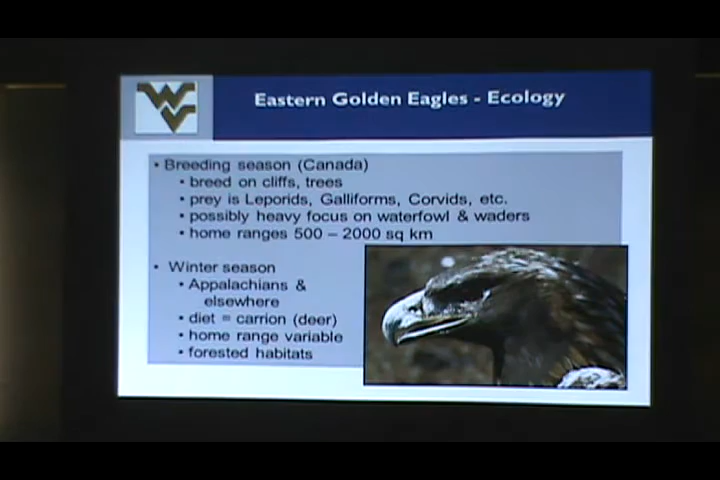 WV
Eastern Golden Eagles - Ecology
• Breeding season (Canada)
• breed on cliffs, trees
• prey is Leporids, Galliforms, Corvids, etc.
• possibly heavy focus on waterfowl & waders
• home ranges 500 – 2000 sq km
• Winter season
• Appalachians &
elsewhere
• diet = carrion (deer)
• home range variable
• forested habitats